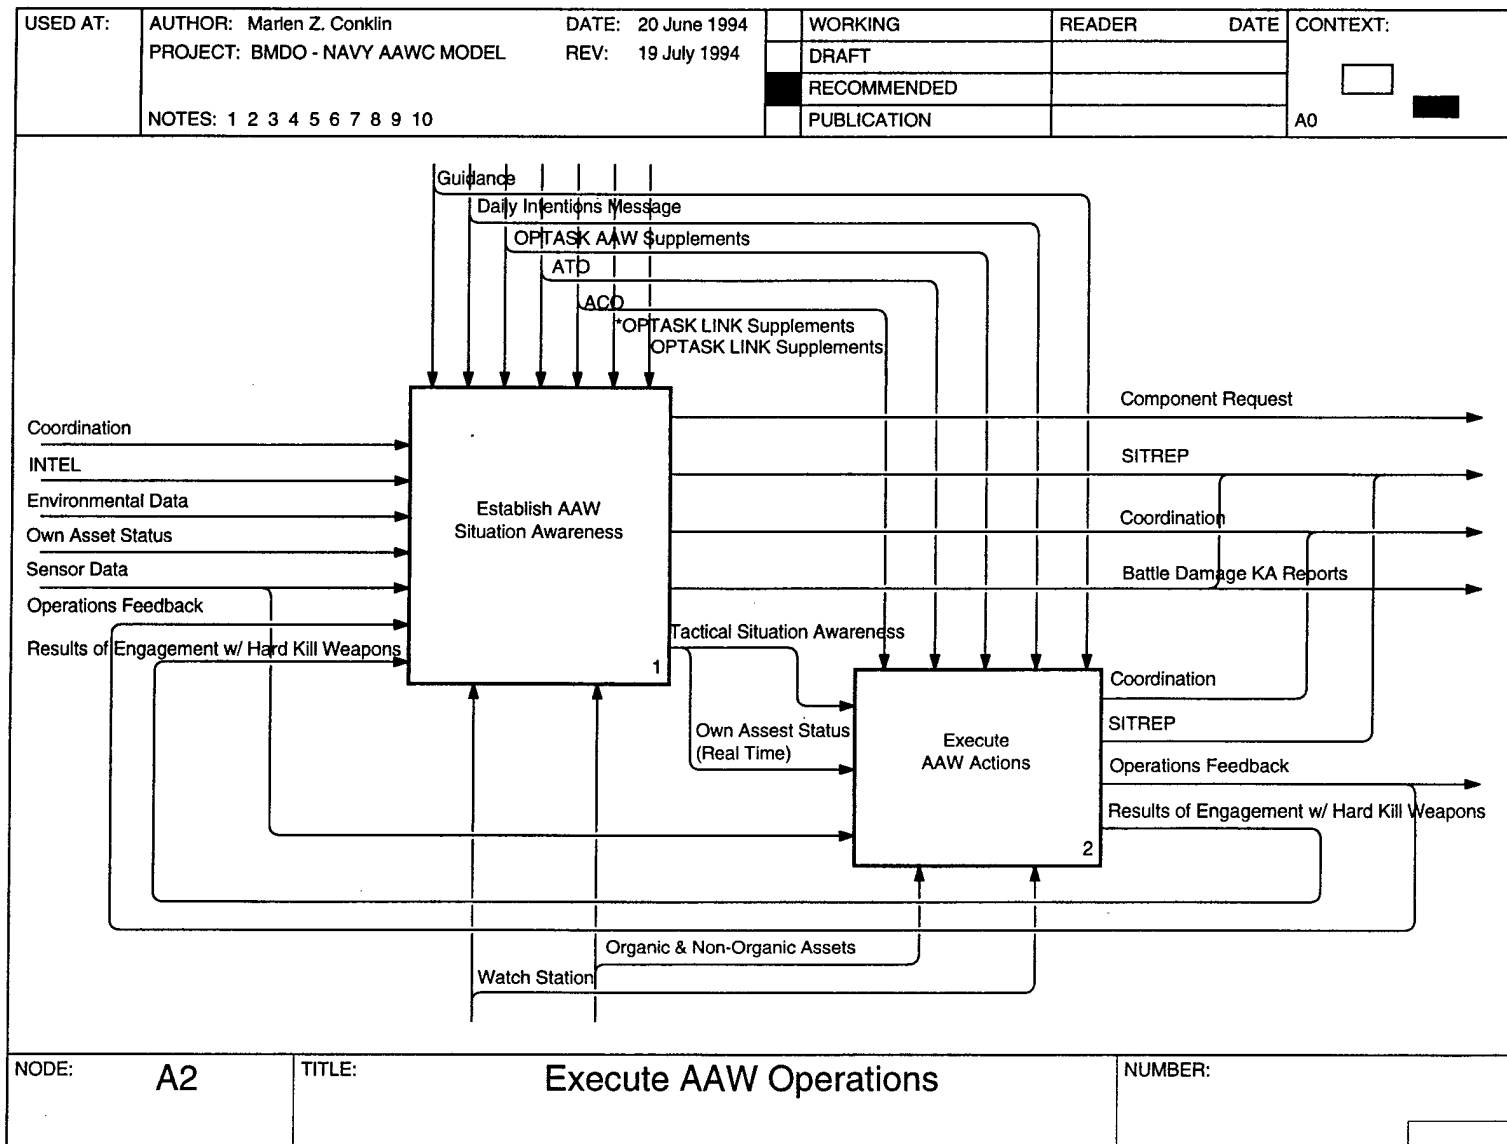 USED AT:
AUTHOR: Marlen Z. Conklin
DATE: 20 June 1994
PROJECT: BMDO - NAVY AAWC MODEL
REV: 19 July 1994
NOTES: 1 2 3 4 5 6 7 8 9 10
WORKING
DRAFT
RECOMMENDED
PUBLICATION
READER DATE
CONTEXT:
A0
Guidance
Daily Intentions Message
OPTASK AAW Supplements
ATO
ACO
*OPTASK LINK Supplements
OPTASK LINK Supplements
Coordination
INTEL
Environmental Data
Own Asset Status
Sensor Data
Operations Feedback
Results of Engagement w/ Hard Kill Weapons
Establish AAW
Situation Awareness
1
Component Request
SITREP
Coordination
Battle Damage KA Reports
Tactical Situation Awareness
Own Assest Status
(Real Time)
Execute
AAW Actions
2
Coordination
SITREP
Operations Feedback
Results of Engagement w/ Hard Kill Weapons
Organic & Non-Organic Assets
Watch Station
NODE: A2
TITLE: Execute AAW Operations
NUMBER: